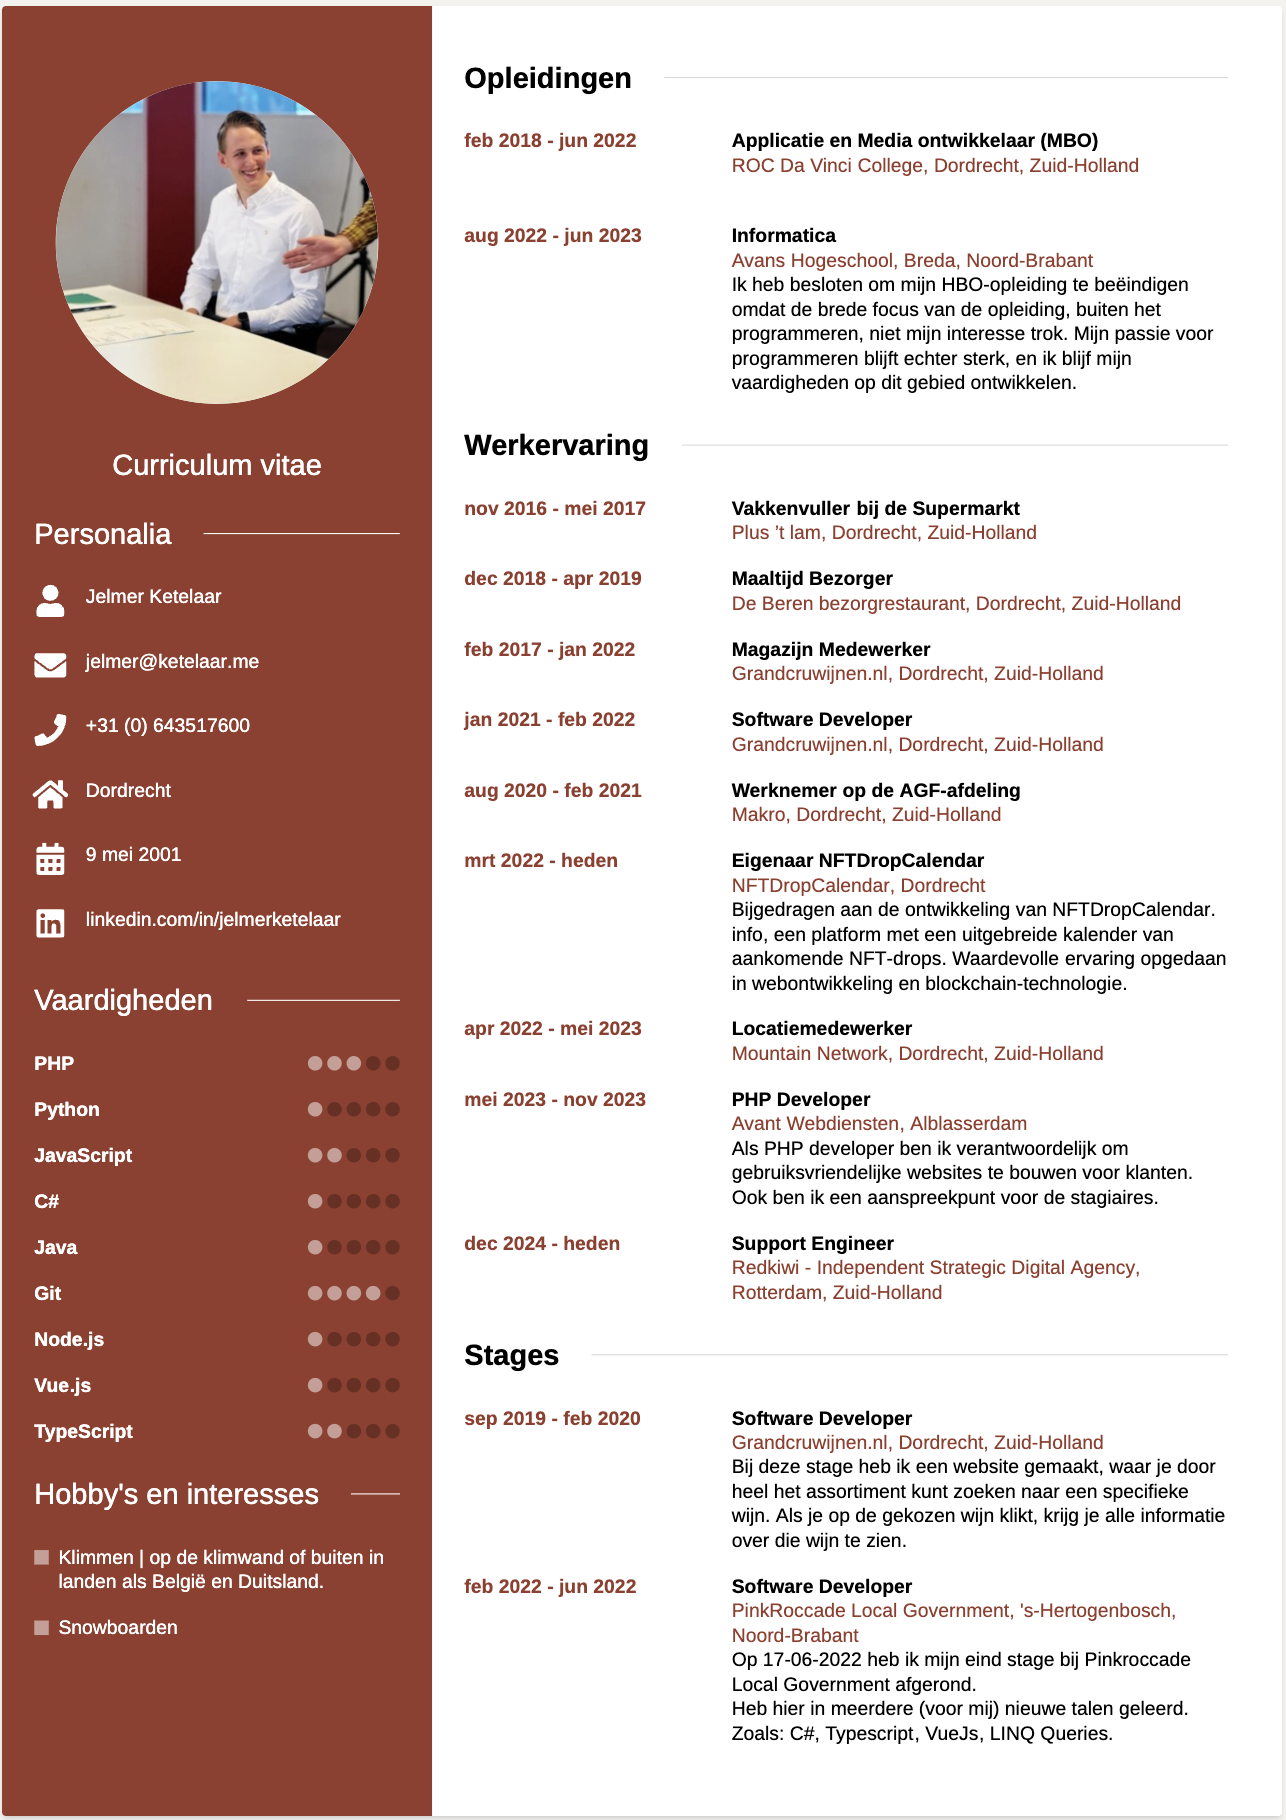 Curriculum vitae
Personalia
Jelmer Ketelaar
jelmer@ketelaar.me
+31 (0) 643517600
Dordrecht
9 mei 2001
linkedin.com/in/jelmerketelaar
Vaardigheden
PHP
Python
JavaScript
C#
Java
Git
Node.js
Vue.js
TypeScript
Hobby's en interesses
Klimmen | op de klimwand of buiten in
landen als België en Duitsland.
Snowboarden
Opleidingen
feb 2018 - jun 2022
Applicatie en Media ontwikkelaar (MBO)
ROC Da Vinci College, Dordrecht, Zuid-Holland
aug 2022 - jun 2023
Informatica
Avans Hogeschool, Breda, Noord-Brabant
Ik heb besloten om mijn HBO-opleiding te beëindigen
omdat de brede focus van de opleiding, buiten het
programmeren, niet mijn interesse trok. Mijn passie voor
programmeren blijft echter sterk, en ik blijf mijn
vaardigheden op dit gebied ontwikkelen.
Werkervaring
nov 2016 - mei 2017
Vakkenvuller bij de Supermarkt
Plus ’t lam, Dordrecht, Zuid-Holland
dec 2018 - apr 2019
Maaltijd Bezorger
De Beren bezorgrestaurant, Dordrecht, Zuid-Holland
feb 2017 - jan 2022
Magazijn Medewerker
Grandcruwijnen.nl, Dordrecht, Zuid-Holland
jan 2021 - feb 2022
Software Developer
Grandcruwijnen.nl, Dordrecht, Zuid-Holland
aug 2020 - feb 2021
Werknemer op de AGF-afdeling
Makro, Dordrecht, Zuid-Holland
mrt 2022 - heden
Eigenaar NFTDropCalendar
NFTDropCalendar, Dordrecht
Bijgedragen aan de ontwikkeling van NFTDropCalendar.
info, een platform met een uitgebreide kalender van
aankomende NFT-drops. Waardevolle ervaring opgedaan
in webontwikkeling en blockchain-technologie.
apr 2022 - mei 2023
Locatiemedewerker
Mountain Network, Dordrecht, Zuid-Holland
mei 2023 - nov 2023
PHP Developer
Avant Webdiensten, Alblasserdam
Als PHP developer ben ik verantwoordelijk om
gebruiksvriendelijke websites te bouwen voor klanten.
Ook ben ik een aanspreekpunt voor de stagiaires.
dec 2024 - heden
Support Engineer
Redkiwi - Independent Strategic Digital Agency,
Rotterdam, Zuid-Holland
Stages
sep 2019 - feb 2020
Software Developer
Grandcruwijnen.nl, Dordrecht, Zuid-Holland
Bij deze stage heb ik een website gemaakt, waar je door
heel het assortiment kunt zoeken naar een specifieke
wijn. Als je op de gekozen wijn klikt, krijg je alle informatie
over die wijn te zien.
feb 2022 - jun 2022
Software Developer
PinkRoccade Local Government, 's-Hertogenbosch,
Noord-Brabant
Op 17-06-2022 heb ik mijn eind stage bij Pinkroccade
Local Government afgerond.
Heb hier in meerdere (voor mij) nieuwe talen geleerd.
Zoals: C#, Typescript, VueJs, LINQ Queries.